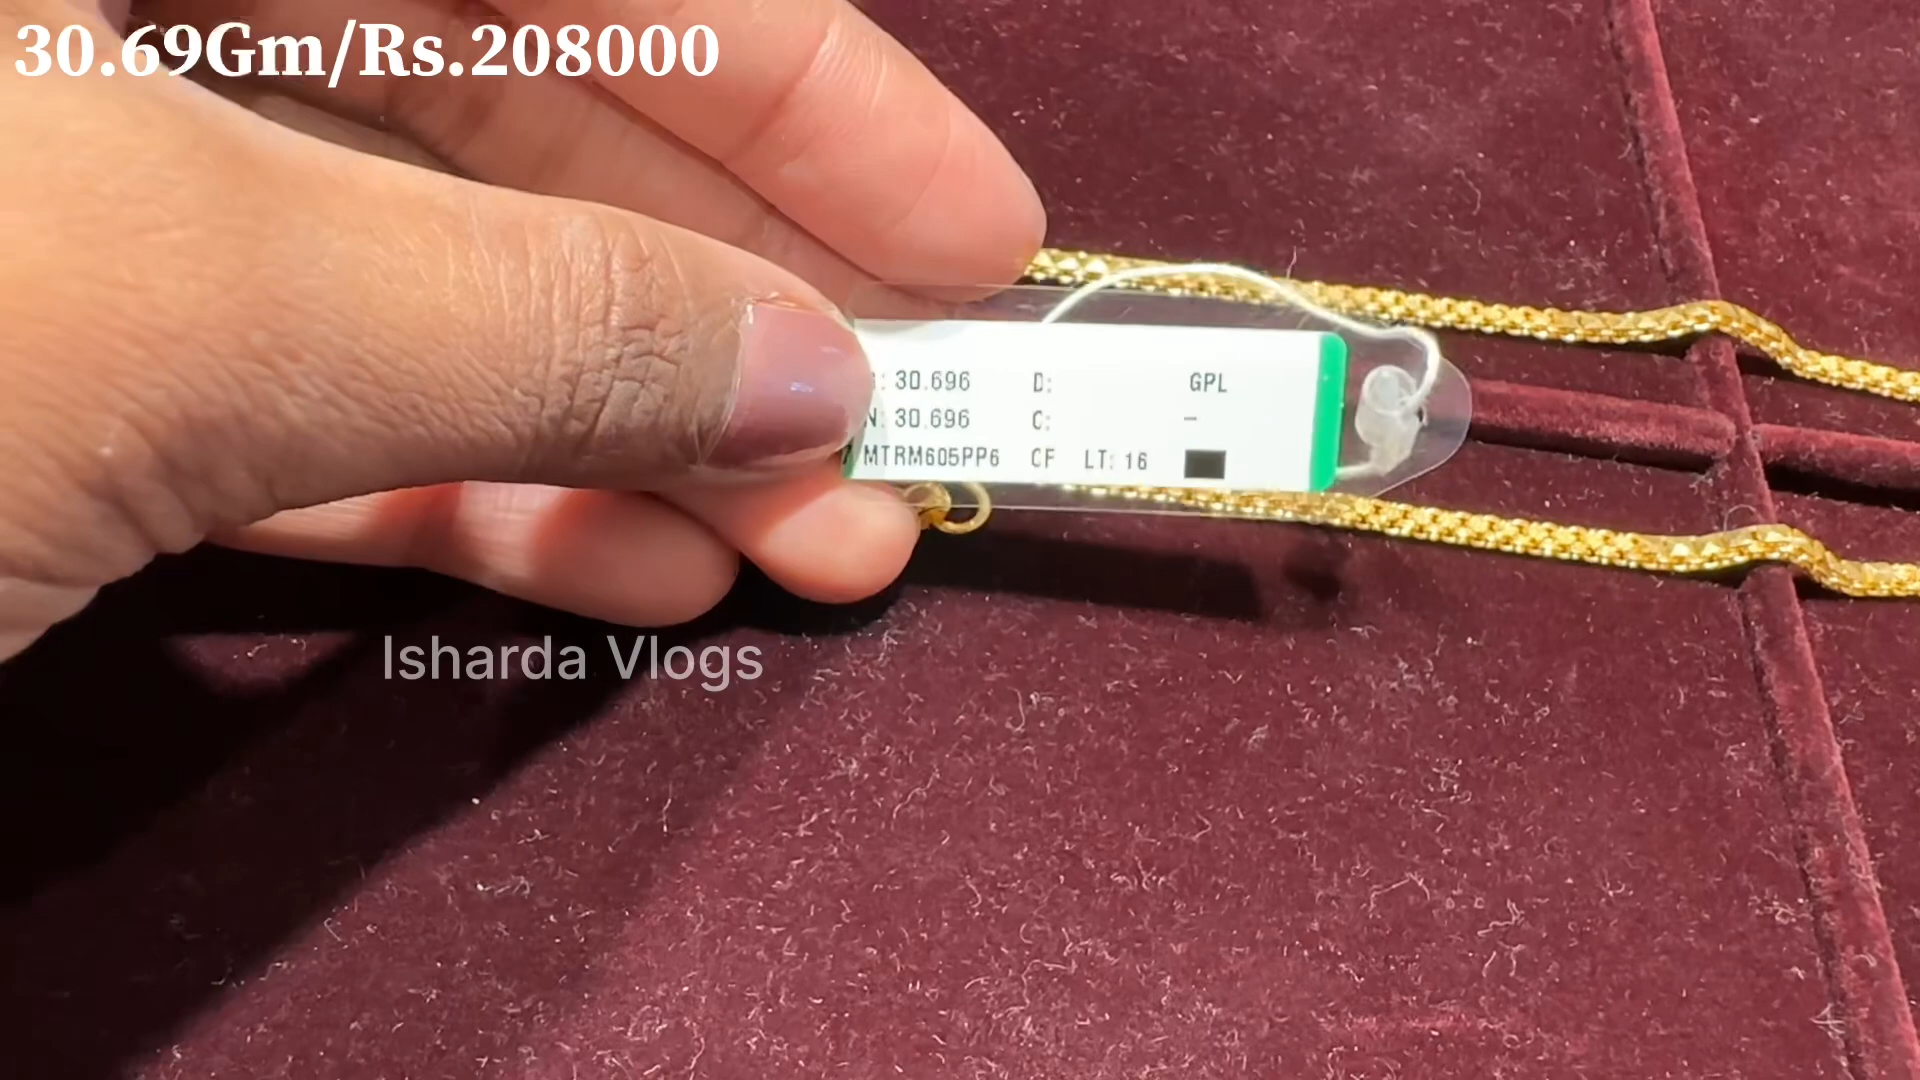 30.69Gm/Rs.208000
: 30.696 D: GPL
N: 30.696 C: -
MTRM605PP6 CF LT: 16
Isharda Vlogs